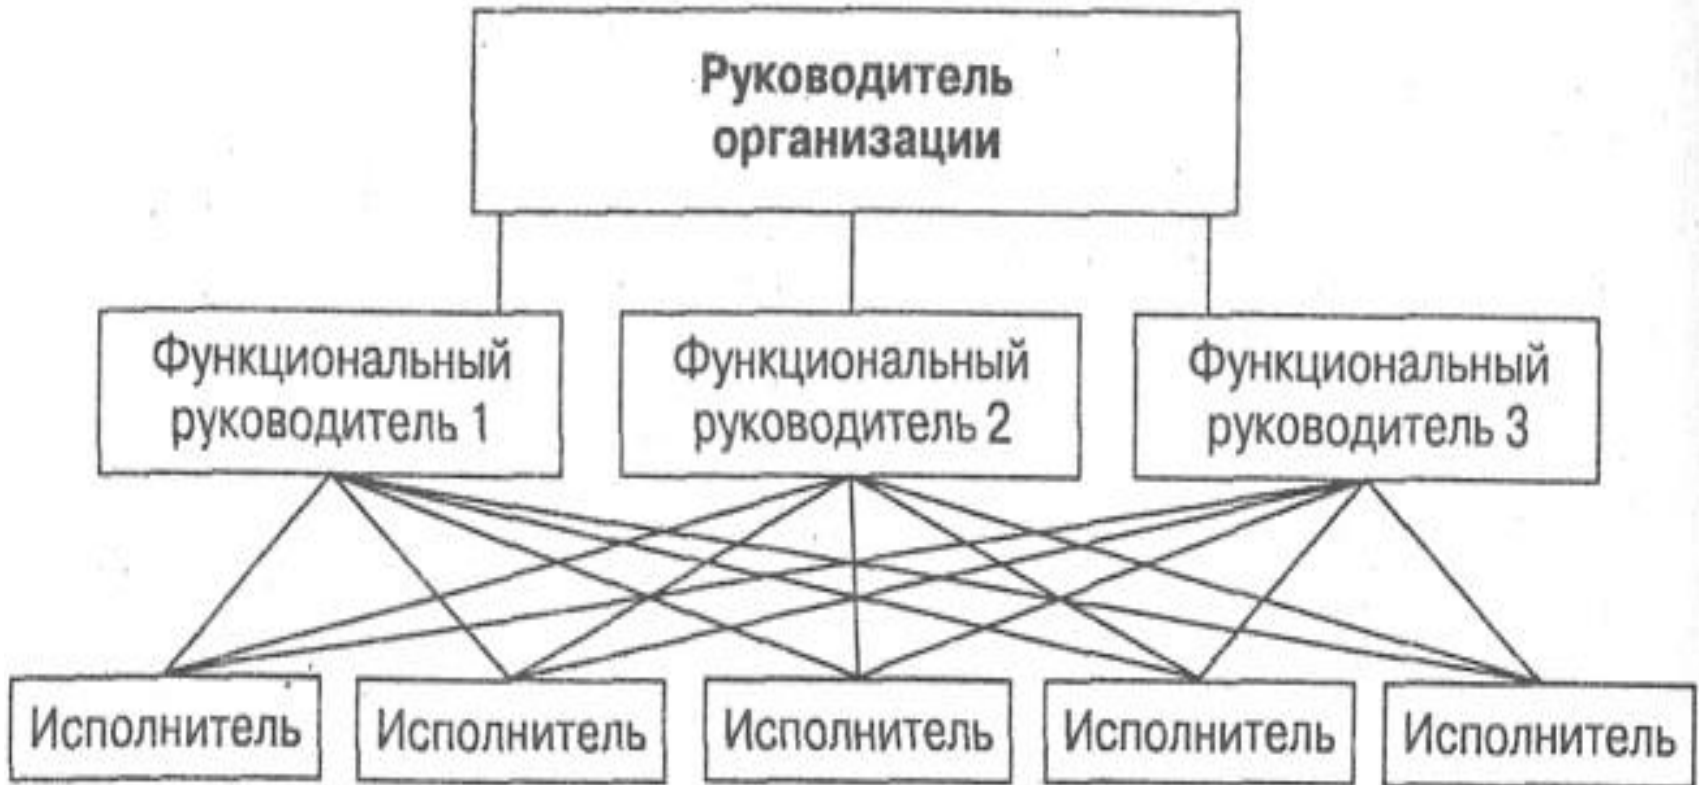 Руководитель
организации
Функциональный
руководитель 1
Функциональный
руководитель 2
Функциональный
руководитель 3
Исполнитель
Исполнитель
Исполнитель
Исполнитель
Исполнитель